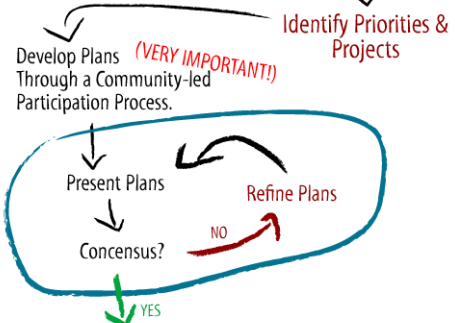 Identify Priorities &
Projects
Develop Plans
(VERY IMPORTANT!)
Through a Community-led
Participation Process.
Present Plans
Refine Plans
NO
Concensus?
YES